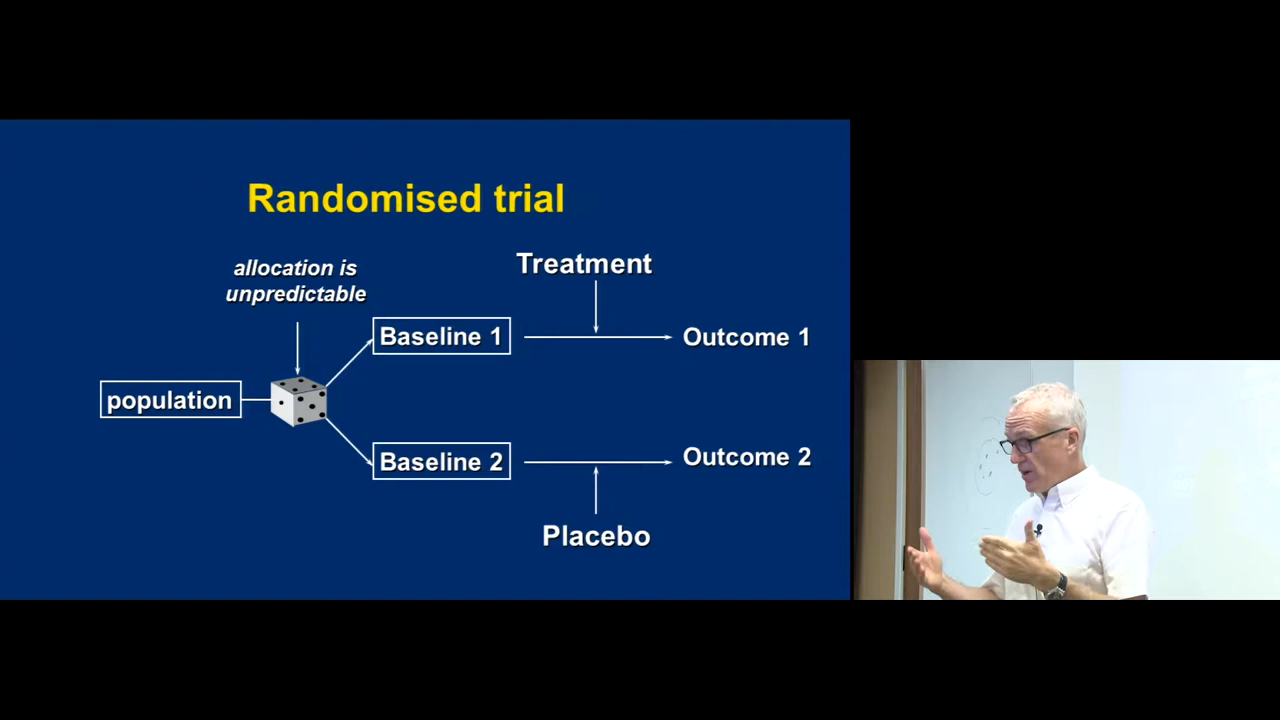 Randomised trial
allocation is
unpredictable
Treatment
Baseline 1
Outcome 1
population
Baseline 2
Outcome 2
Placebo